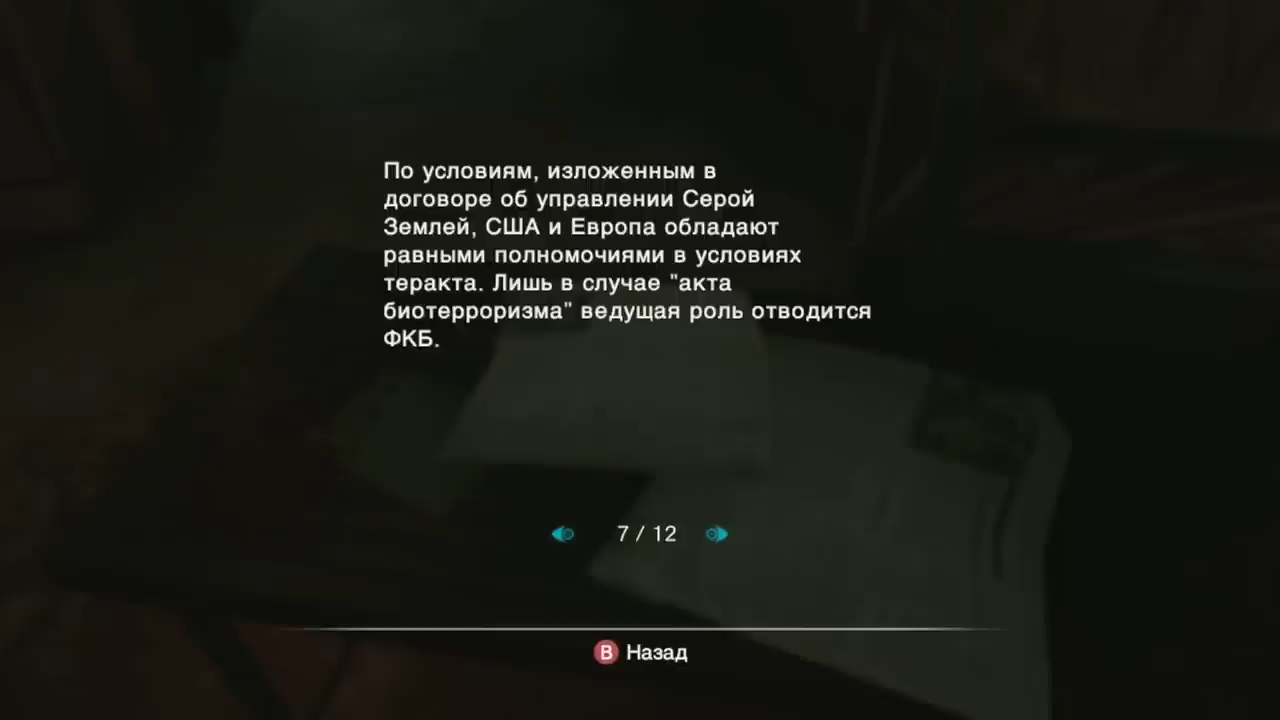 По условиям, изложенным в
договоре об управлении Серой
Землей, США и Европа обладают
равными полномочиями в условиях
теракта. Лишь в случае "акта
биотерроризма" ведущая роль отводится
ФКБ.
7 / 12
B Назад